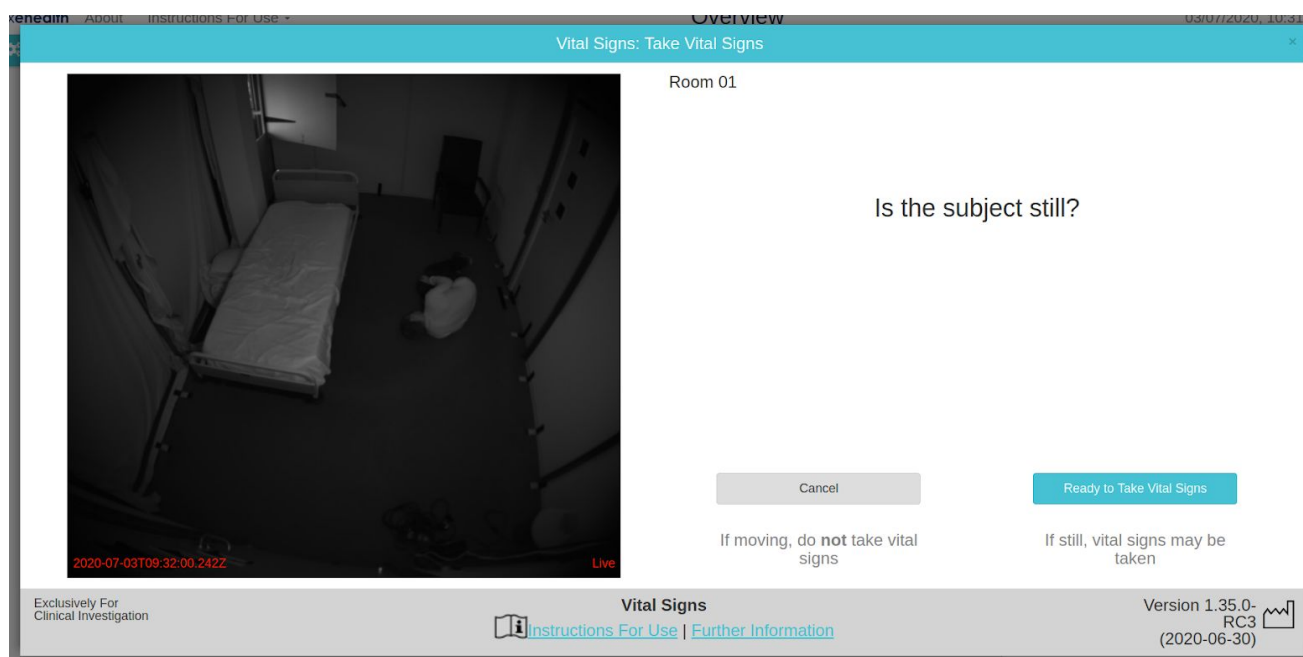 About Instructions For Use
Overview
03/07/2020, 10:31
Vital Signs: Take Vital Signs
×
Room 01
Is the subject still?
Cancel
Ready to Take Vital Signs
If moving, do not take vital
signs
If still, vital signs may be
taken
2020-07-03T09:32:00.242Z
Live
Exclusively For
Clinical Investigation
Vital Signs
Instructions For Use | Further Information
Version 1.35.0-
RC3
(2020-06-30)